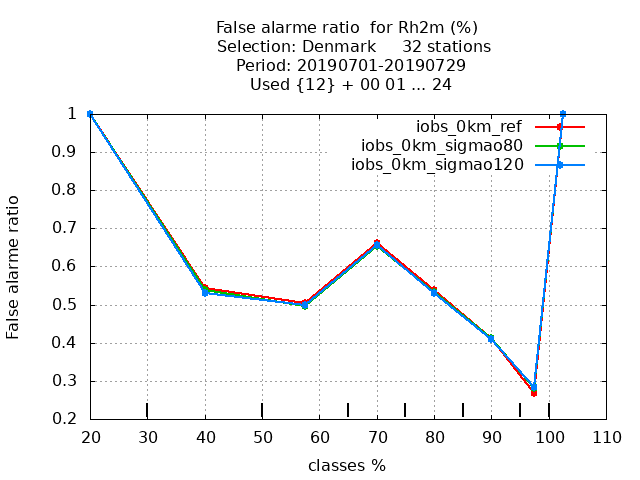 False alarme ratio  for Rh2m (%)
Selection: Denmark     32 stations
Period: 20190701-20190729
Used {12} + 00 01 ... 24
iobs_0km_ref
iobs_0km_sigmao80
iobs_0km_sigmao120
False alarme ratio
1
0.9
0.8
0.7
0.6
0.5
0.4
0.3
0.2
20 30 40 50 60 70 80 90 100 110
classes %